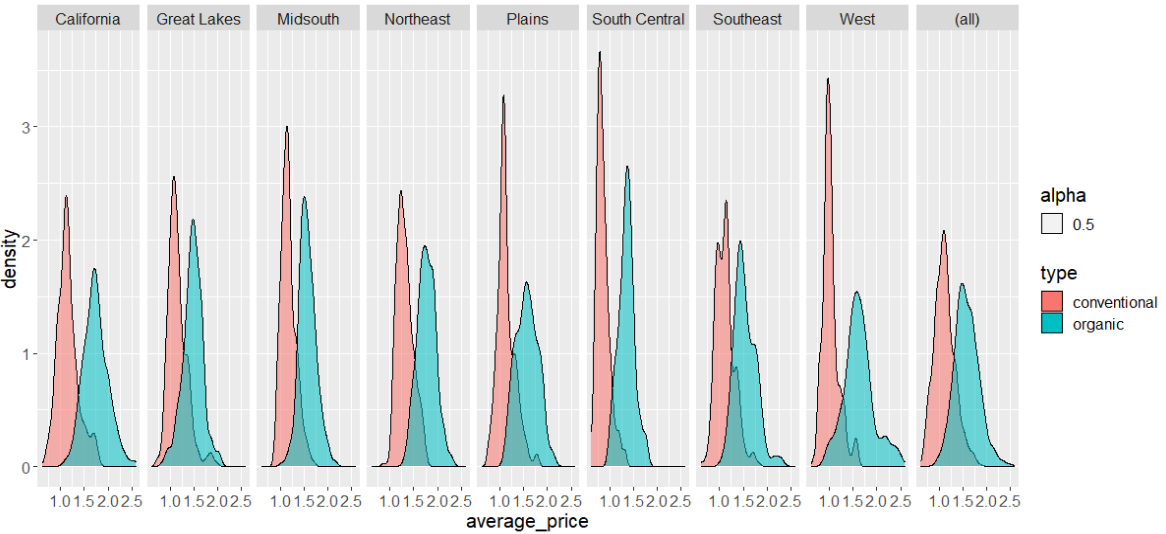 California Great Lakes Midsouth Northeast Plains South Central Southeast West (all)
density
3
2
1
0
1.01.52.02.5 1.01.52.02.5 1.01.52.02.5 1.01.52.02.5 1.01.52.02.5 1.01.52.02.5 1.01.52.02.5 1.01.52.02.5 1.01.52.02.5
average_price
alpha
0.5
type
conventional
organic